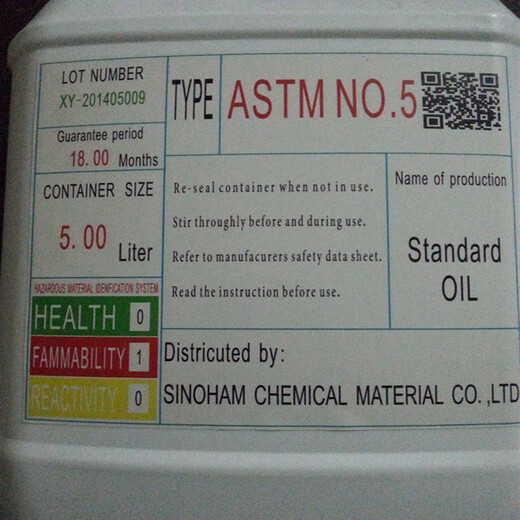 LOT NUMBER
XY-201405009
Guarantee period
18.00 Months
CONTAINER SIZE
5.00 Liter
HAZARDOUS MATERIAL IDENFICATION SYSTEM
HEALTH 0
FAMMABILITY 1
REACTIVITY 0
TYPE ASTM NO.5
Re-seal container when not in use.
Stir throughly before and during use.
Refer to manufacurers safety data sheet.
Read the instruction before use.
Name of production
Standard
OIL
Districuted by:
SINOHAM CHEMICAL MATERIAL CO.,LTD